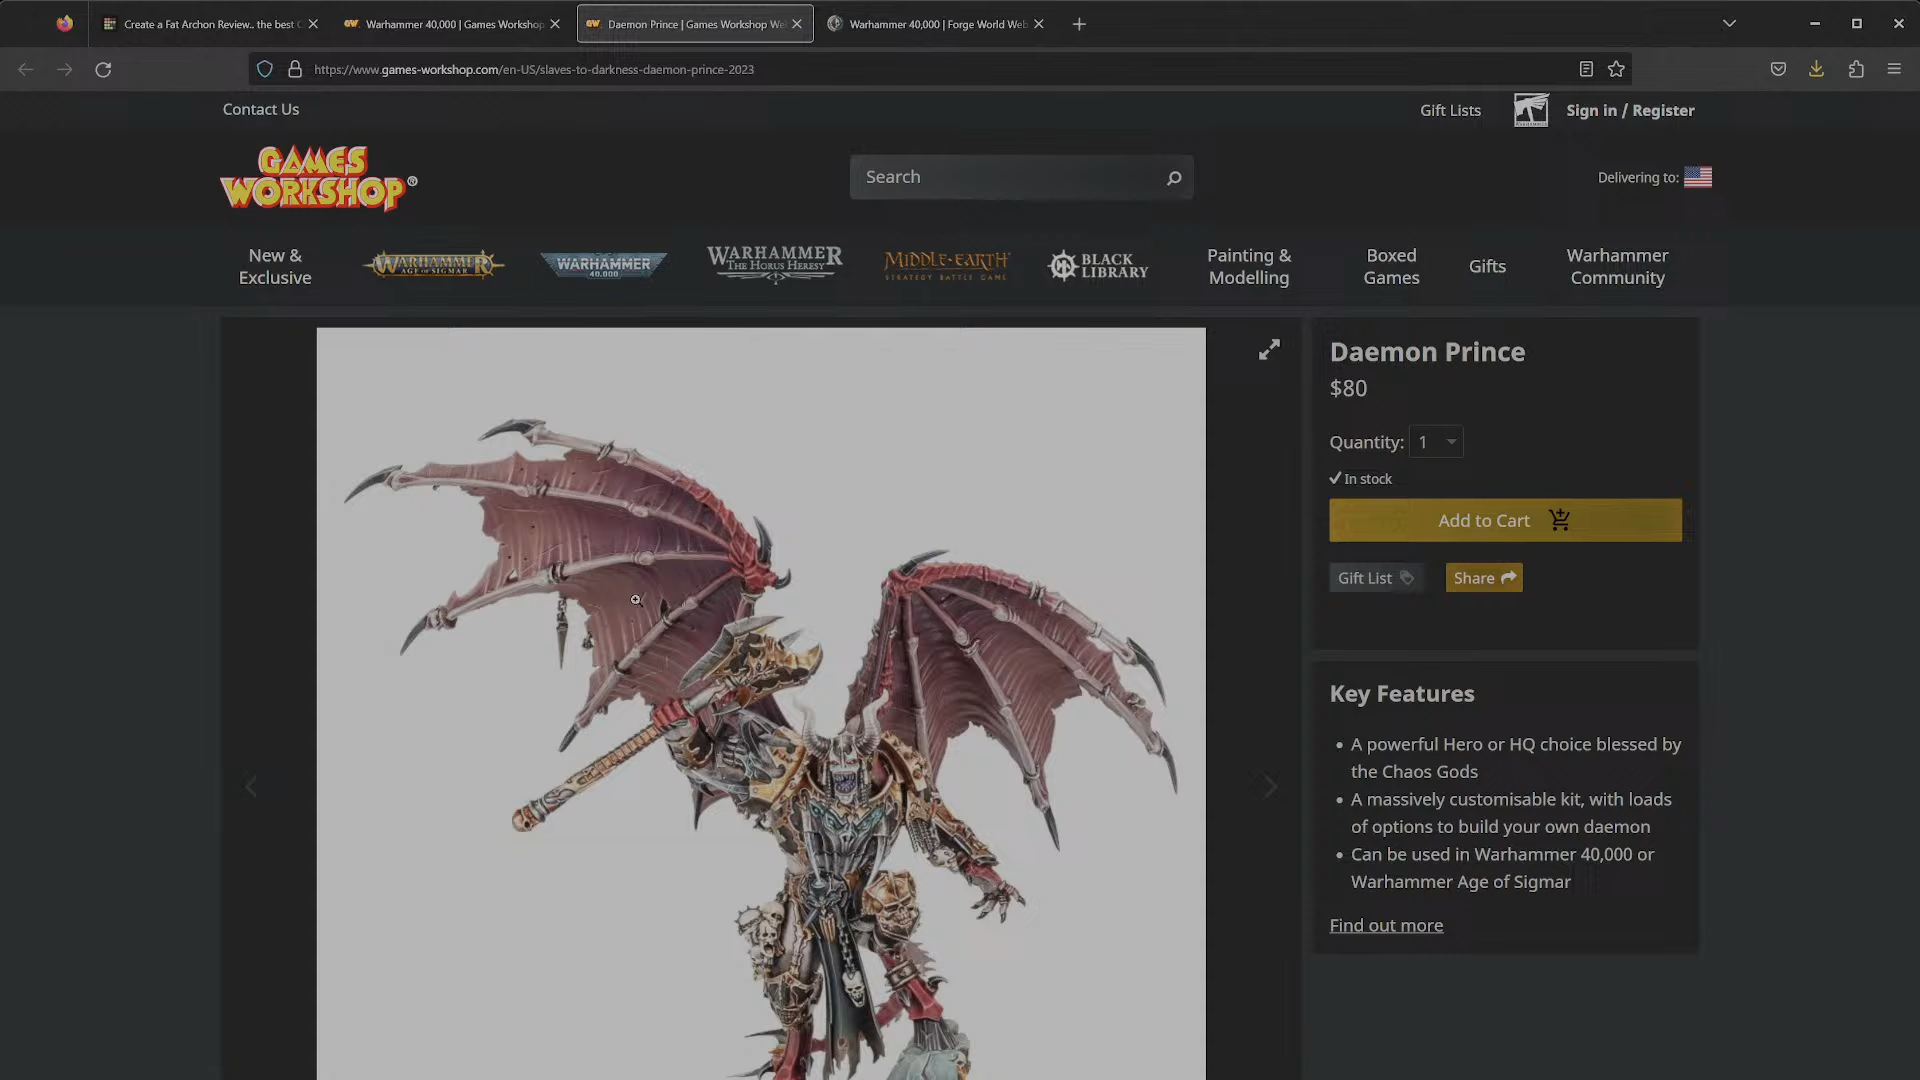 Create a Fat Archon Review.. the best C
Warhammer 40,000 | Games Workshop
Daemon Prince | Games Workshop We
Warhammer 40,000 | Forge World Web
https://www.games-workshop.com/en-US/slaves-to-darkness-daemon-prince-2023
Contact Us
Gift Lists
Sign in / Register
GAMES
WORKSHOP®
Search
Delivering to:
New &
Exclusive
WARHAMMER
AGE OF SIGMAR
WARHAMMER
40,000
WARHAMMER
THE HORUS HERESY
MIDDLE-EARTH
STRATEGY BATTLE GAME
BLACK
LIBRARY
Painting &
Modelling
Boxed
Games
Gifts
Warhammer
Community
Daemon Prince
$80
Quantity: 1
In stock
Add to Cart
Gift List
Share
Key Features
• A powerful Hero or HQ choice blessed by
the Chaos Gods
• A massively customisable kit, with loads
of options to build your own daemon
• Can be used in Warhammer 40,000 or
Warhammer Age of Sigmar
Find out more